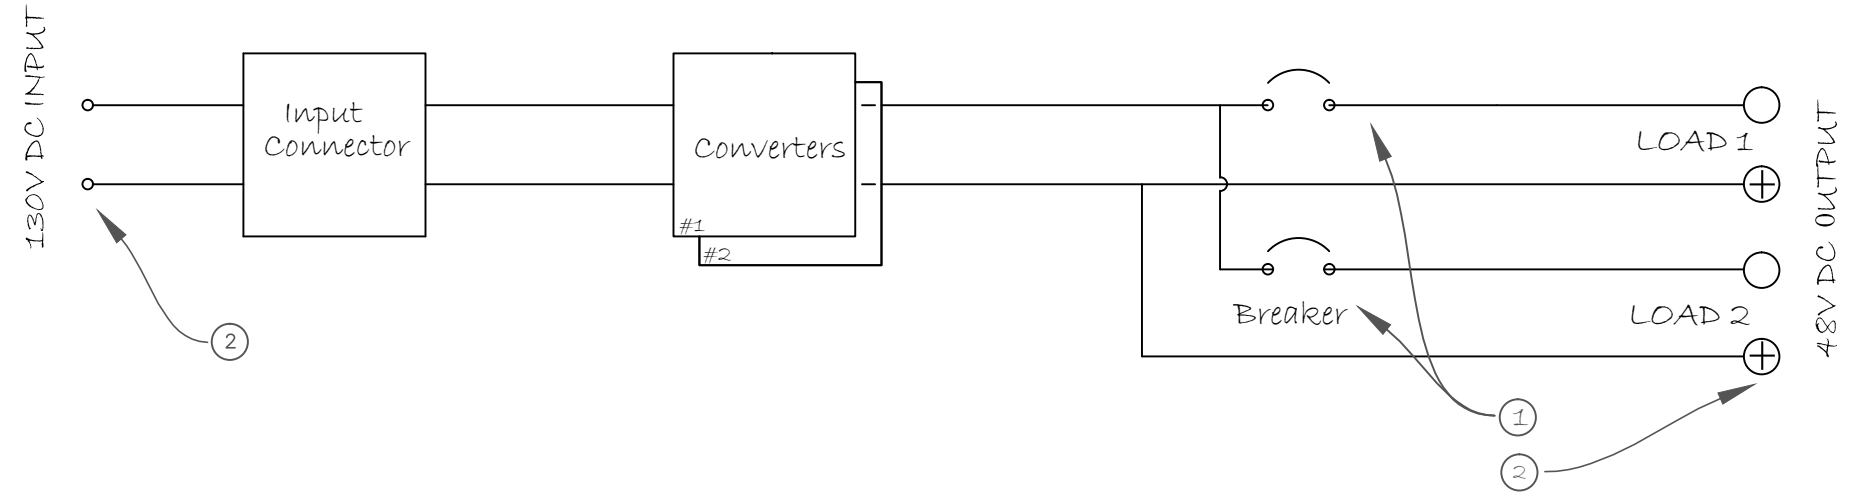 130V DC INPUT
Input
Connector
Converters
#1
#2
LOAD 1
Breaker
LOAD 2
48V DC OUTPUT
2
1
2